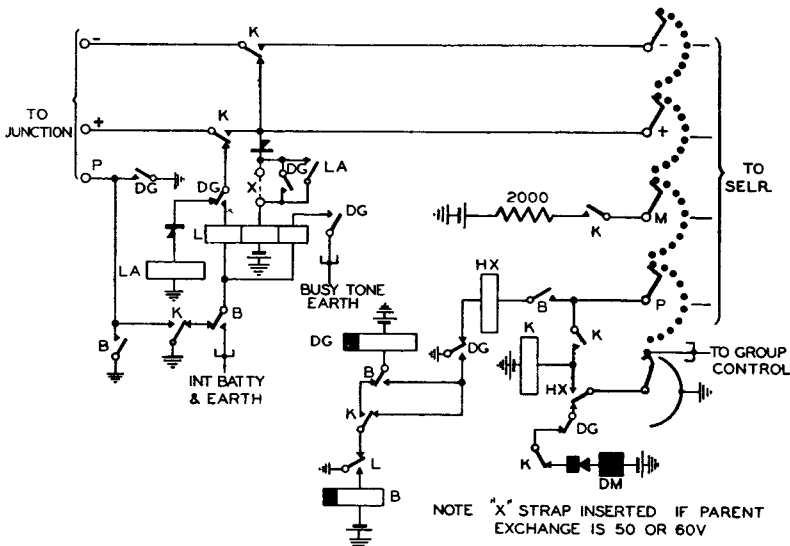 K
-
-
K
+
+
TO
JUNCTION
P
DG
DG
X
DG
LA
TO
SELR.
2000
K
M
L
DG
LA
BUSY TONE
EARTH
HX
B
P
K
B
B
K
DG
DG
K
TO GROUP
CONTROL
INT BATTY
& EARTH
B
HX
K
DG
L
K
DM
B
NOTE "X" STRAP INSERTED IF PARENT
EXCHANGE IS 50 OR 60V